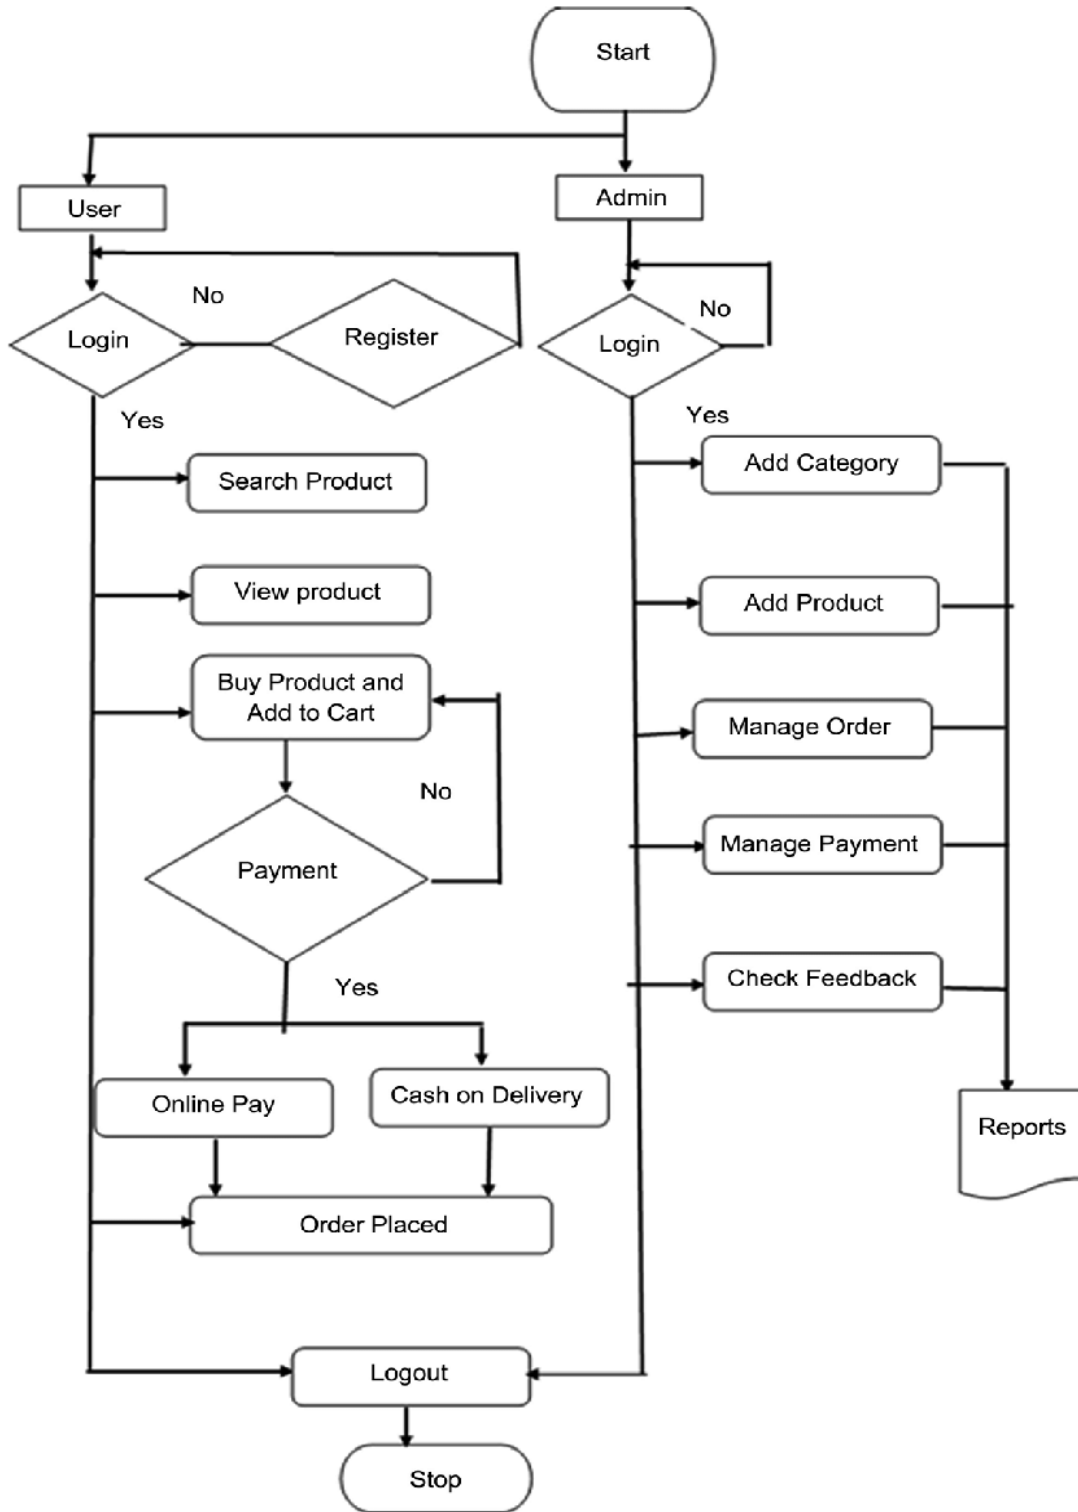 Start
User
Admin
No
Login
Register
No
Login
Yes
Yes
Search Product
Add Category
View product
Add Product
Buy Product and
Add to Cart
Manage Order
No
Manage Payment
Payment
Yes
Check Feedback
Online Pay
Cash on Delivery
Reports
Order Placed
Logout
Stop